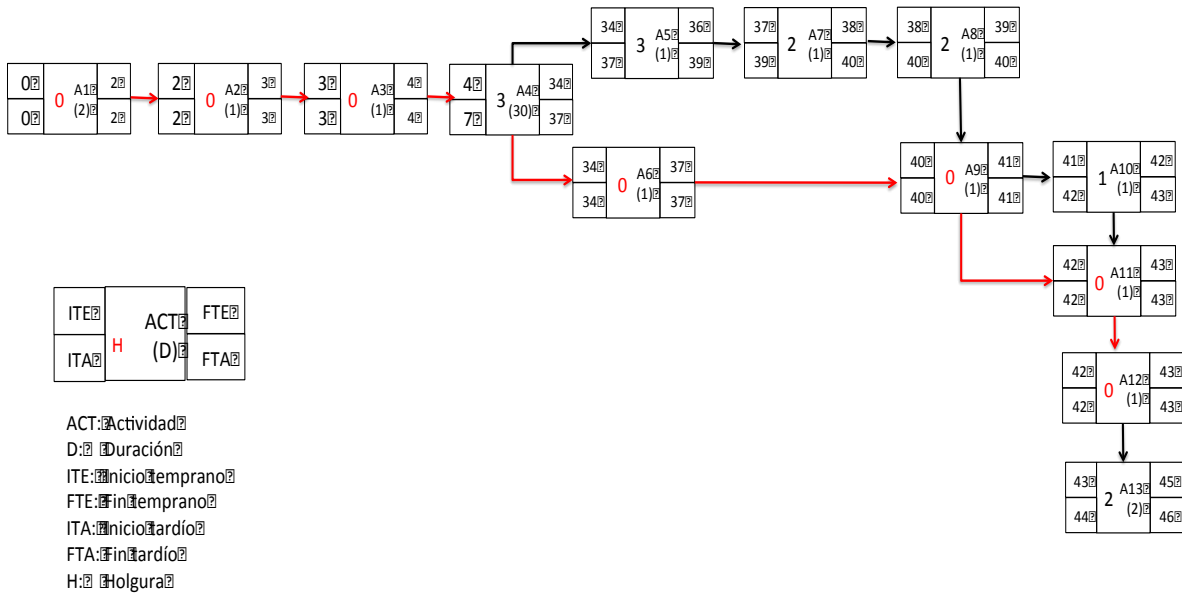 0 A1 2
0 (2) 2
0
2 A2 3
0
2 (1) 3
3 A3 4
0
3 (1) 4
4 A4 34
3
7 (30) 37
34 A5 36
3
37 (1) 39
37 A7 38
2
39 (1) 40
38 A8 39
2
40 (1) 40
34 A6 37
0
34 (1) 37
40 A9 41
0
40 (1) 41
41 A10 42
1
42 (1) 43
42 A11 43
0
42 (1) 43
42 A12 43
0
42 (1) 43
43 A13 45
2
44 (2) 46
ITE ACT FTE
H
ITA (D) FTA
ACT: Actividad
D: Duración
ITE: Inicio temprano
FTE: Fin temprano
ITA: Inicio tardío
FTA: Fin tardío
H: Holgura